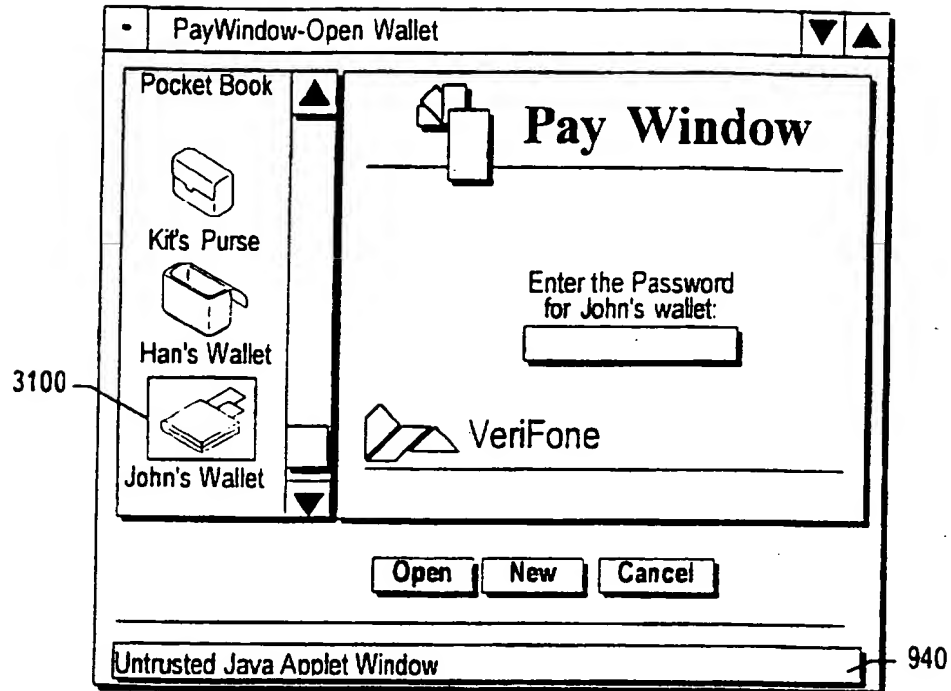 PayWindow-Open Wallet
Pocket Book
Kit's Purse
Han's Wallet
John's Wallet
Pay Window
Enter the Password
for John's wallet:
VeriFone
Open New Cancel
Untrusted Java Applet Window
3100
940